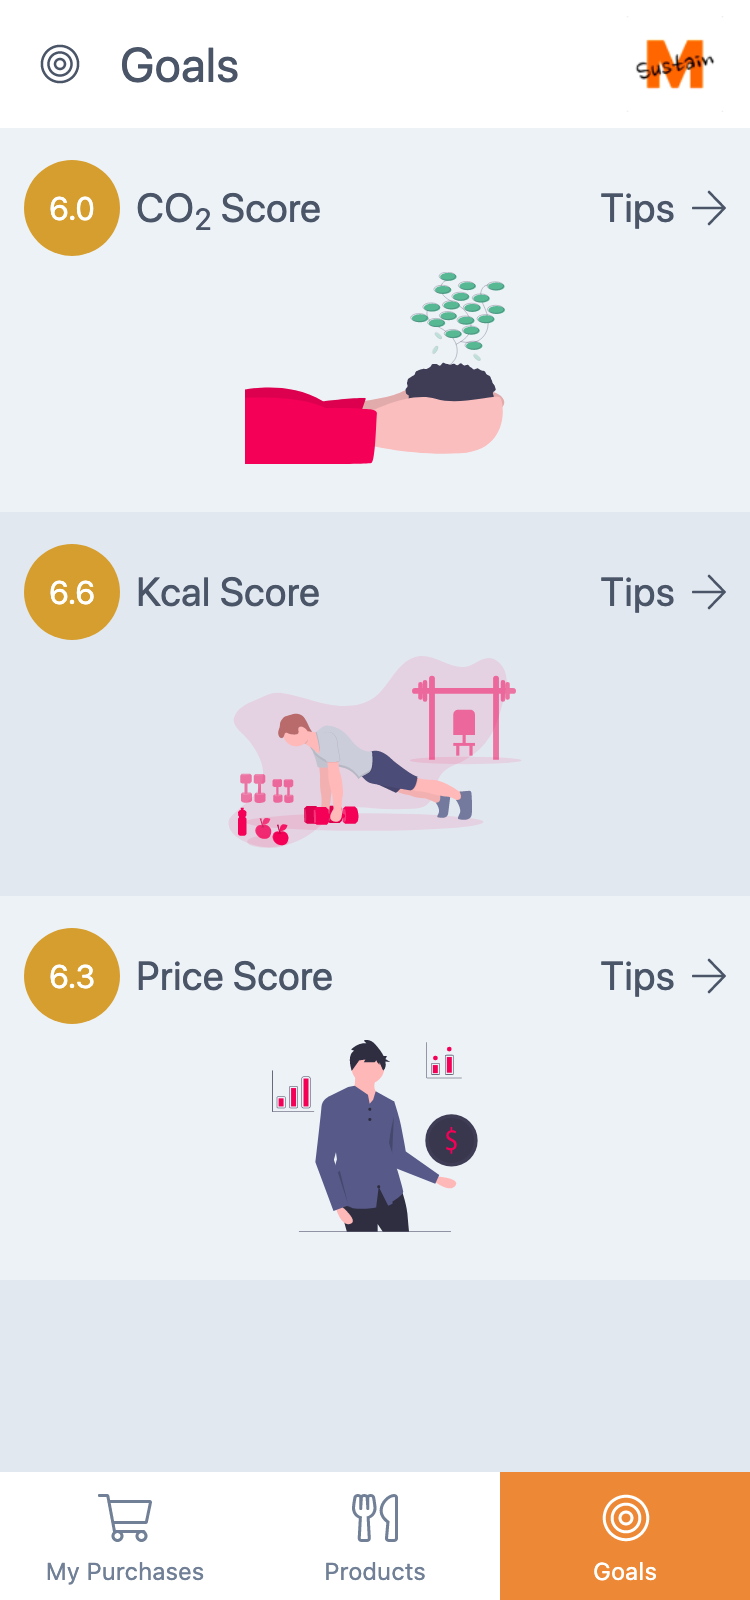 Goals
M
Sustain
6.0 CO₂ Score Tips
6.6 Kcal Score Tips
6.3 Price Score Tips
$
My Purchases Products Goals